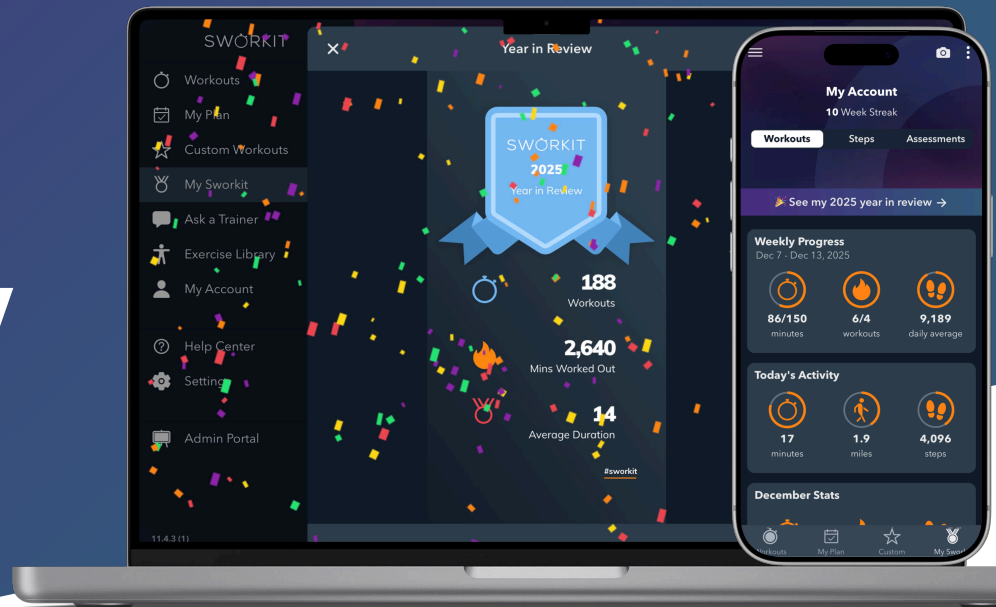 SWORKIT
Workouts
My Plan
Custom Workouts
My Sworkit
Ask a Trainer
Exercise Library
My Account
Help Center
Settings
Admin Portal
11.4.3 (1)
Year in Review
SWORKIT
2025
Year in Review
188
Workouts
2,640
Mins Worked Out
14
Average Duration
#sworkit
My Account
10 Week Streak
Workouts Steps Assessments
🎉 See my 2025 year in review →
Weekly Progress
Dec 7 - Dec 13, 2025
86/150 6/4 9,189
minutes workouts daily average
Today's Activity
17 1.9 4,096
minutes miles steps
December Stats
Workouts My Plan Custom My Swor